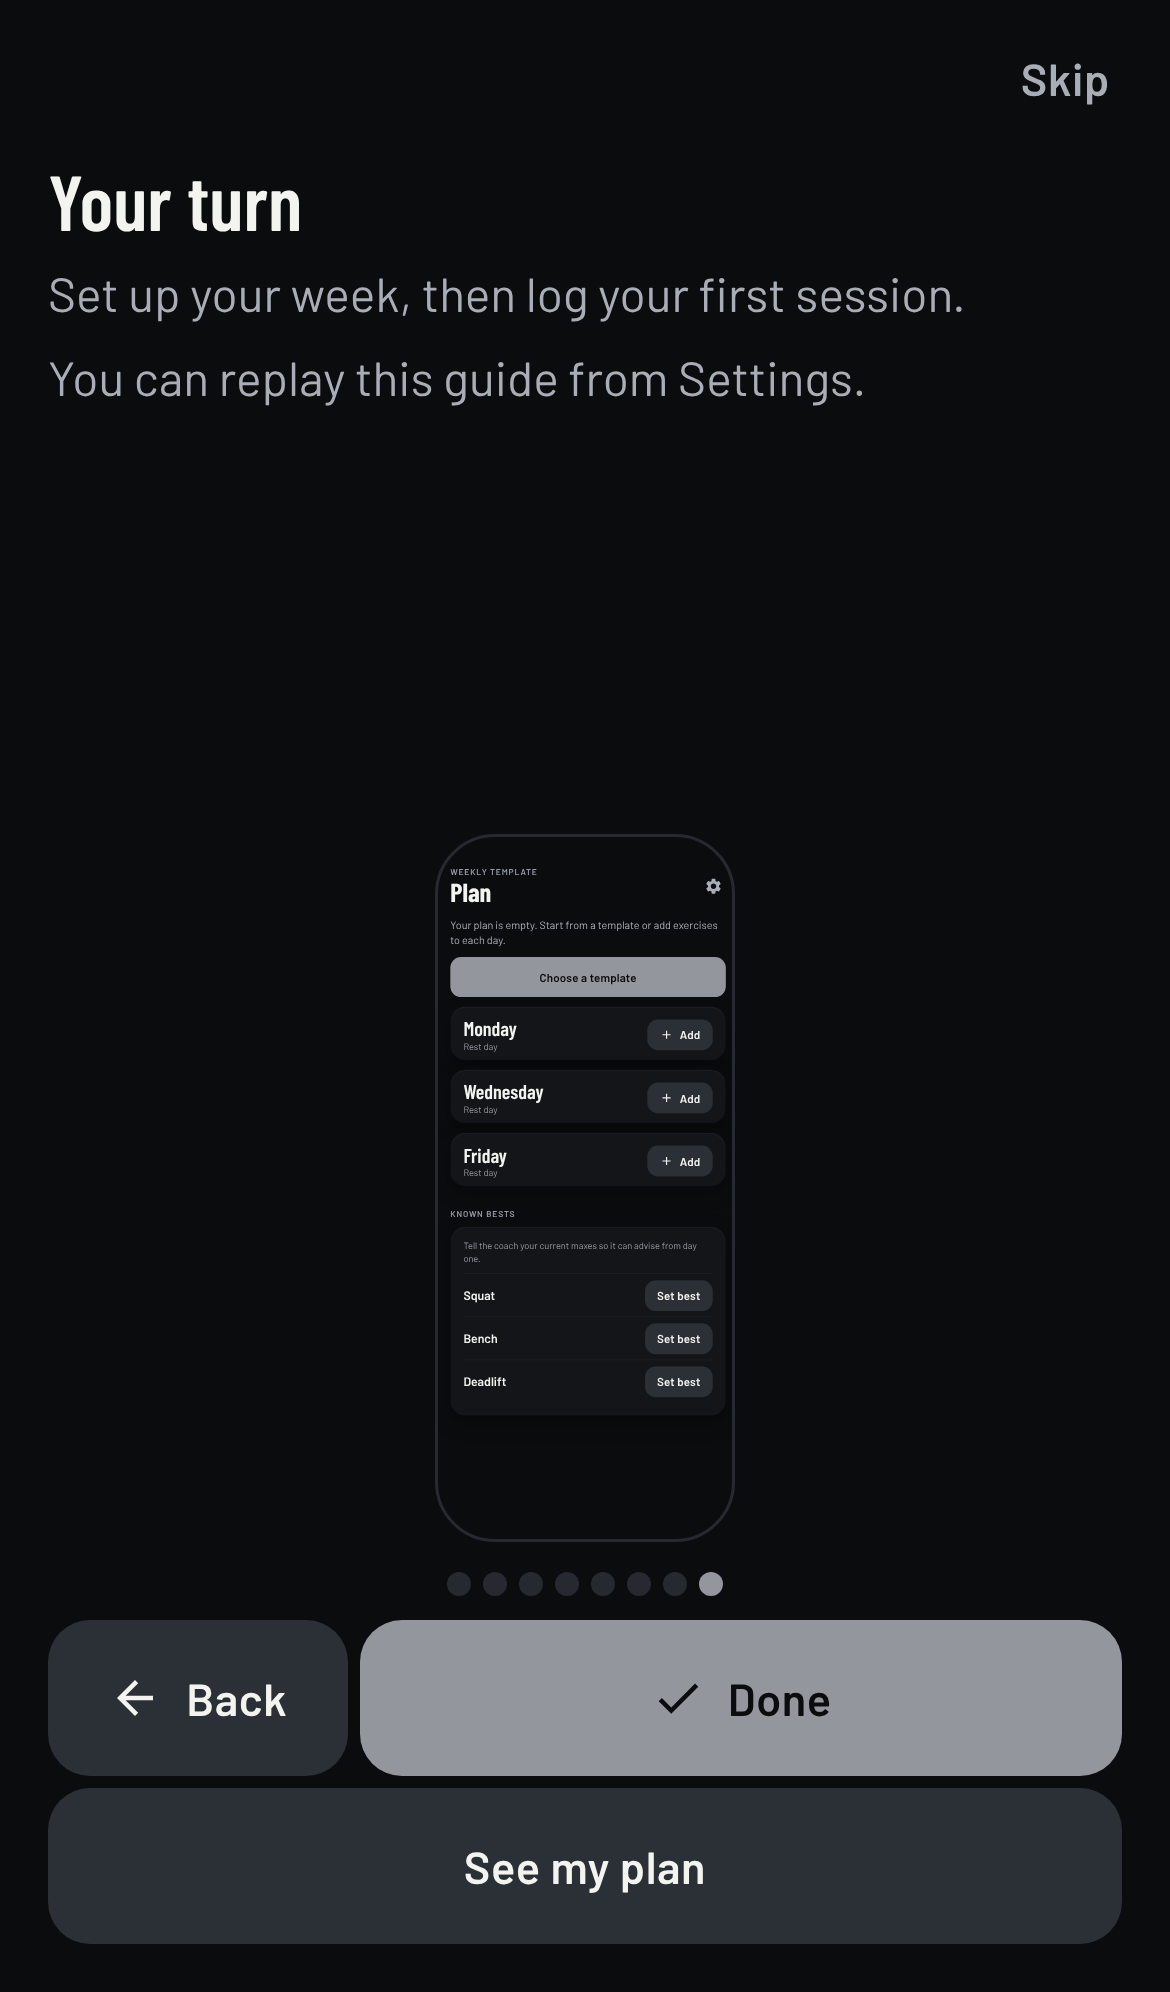 Skip
Your turn
Set up your week, then log your first session.
You can replay this guide from Settings.
WEEKLY TEMPLATE
Plan
Your plan is empty. Start from a template or add exercises
to each day.
Choose a template
Monday
Rest day
+ Add
Wednesday
Rest day
+ Add
Friday
Rest day
+ Add
KNOWN BESTS
Tell the coach your current maxes so it can advise from day
one.
Squat
Set best
Bench
Set best
Deadlift
Set best
Back
Done
See my plan